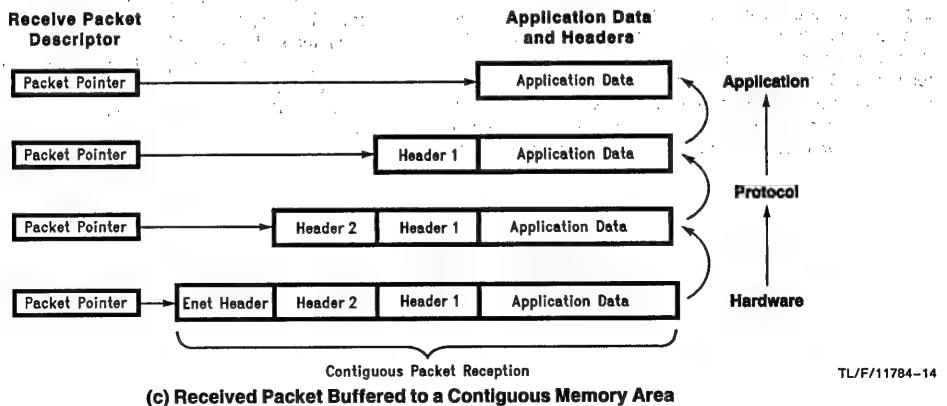 Receive Packet
Descriptor
Application Data
and Headers
Packet Pointer
Application Data
Application
Packet Pointer
Header 1
Application Data
Protocol
Packet Pointer
Header 2
Header 1
Application Data
Packet Pointer
Enet Header
Header 2
Header 1
Application Data
Hardware
Contiguous Packet Reception
TL/F/11784-14
(c) Received Packet Buffered to a Contiguous Memory Area